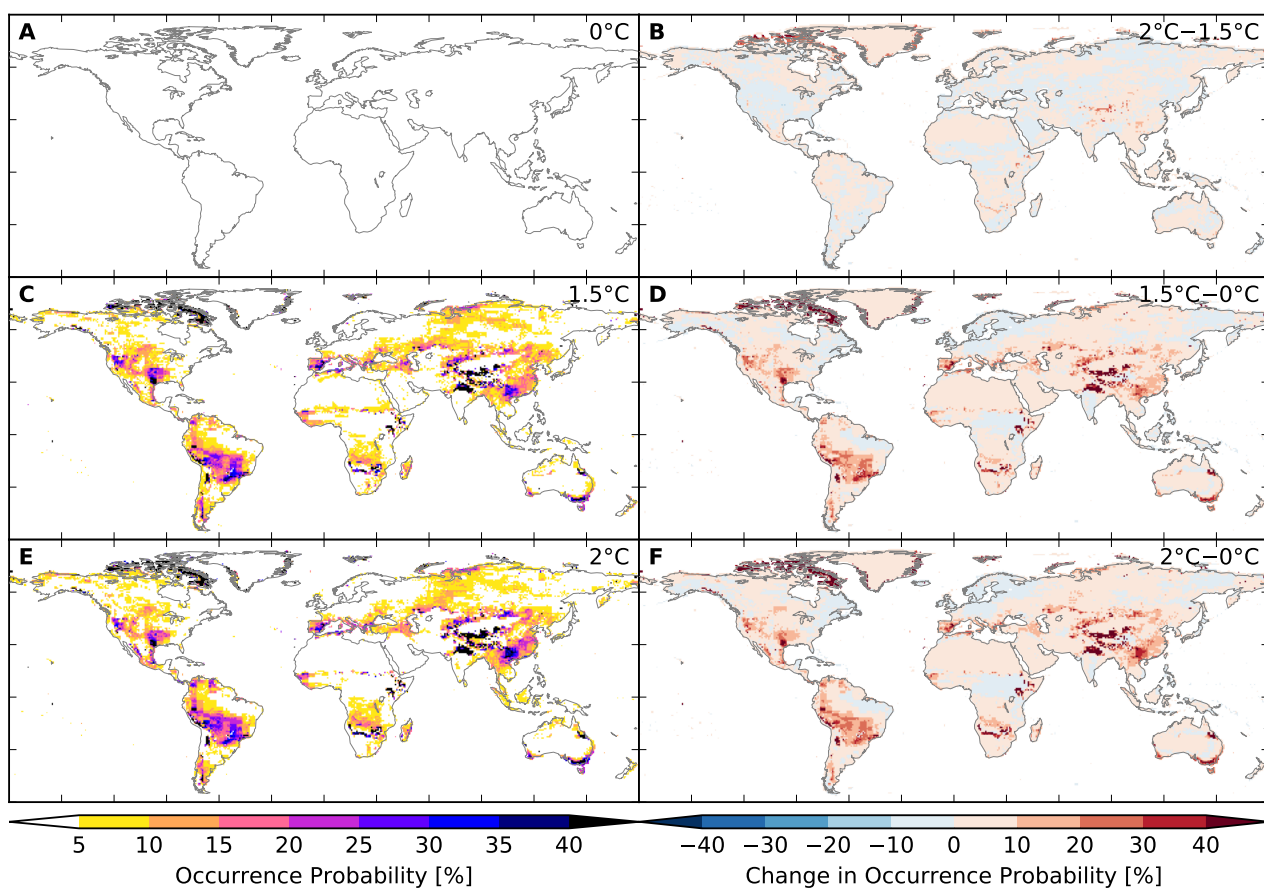 A 0°C
B 2°C−1.5°C
C 1.5°C
D 1.5°C−0°C
E 2°C
F 2°C−0°C
5 10 15 20 25 30 35 40
Occurrence Probability [%]
−40 −30 −20 −10 0 10 20 30 40
Change in Occurrence Probability [%]